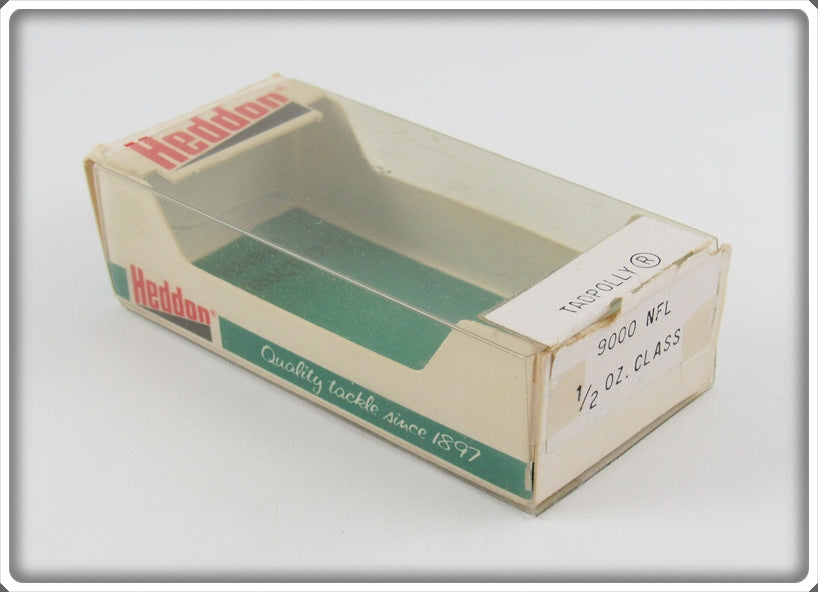 Heddon®
TADPOLLY ®
9000 NFL
1/2 OZ. CLASS
Heddon®
Quality tackle since 1897